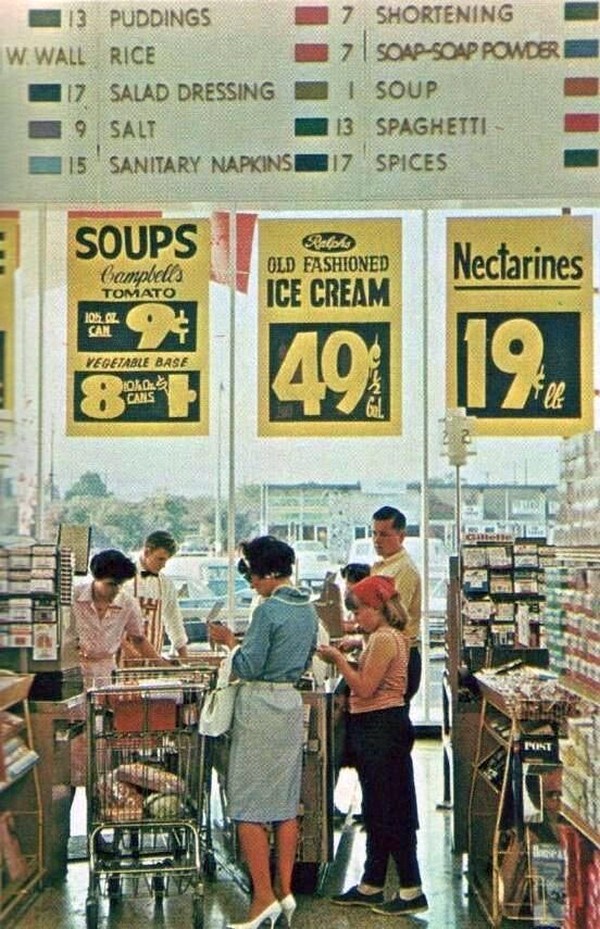 13 PUDDINGS
7 SHORTENING
W. WALL RICE
7 SOAP-SOAP POWDER
17 SALAD DRESSING
1 SOUP
9 SALT
13 SPAGHETTI
15 SANITARY NAPKINS
17 SPICES
SOUPS
Campbell's
TOMATO
10½ OZ. CAN 9¢
VEGETABLE BASE
8 10½ Oz. CANS $1
Ralphs
OLD FASHIONED
ICE CREAM
49¢ ½ Gal.
Nectarines
19¢ lb
22
Gillette
POST